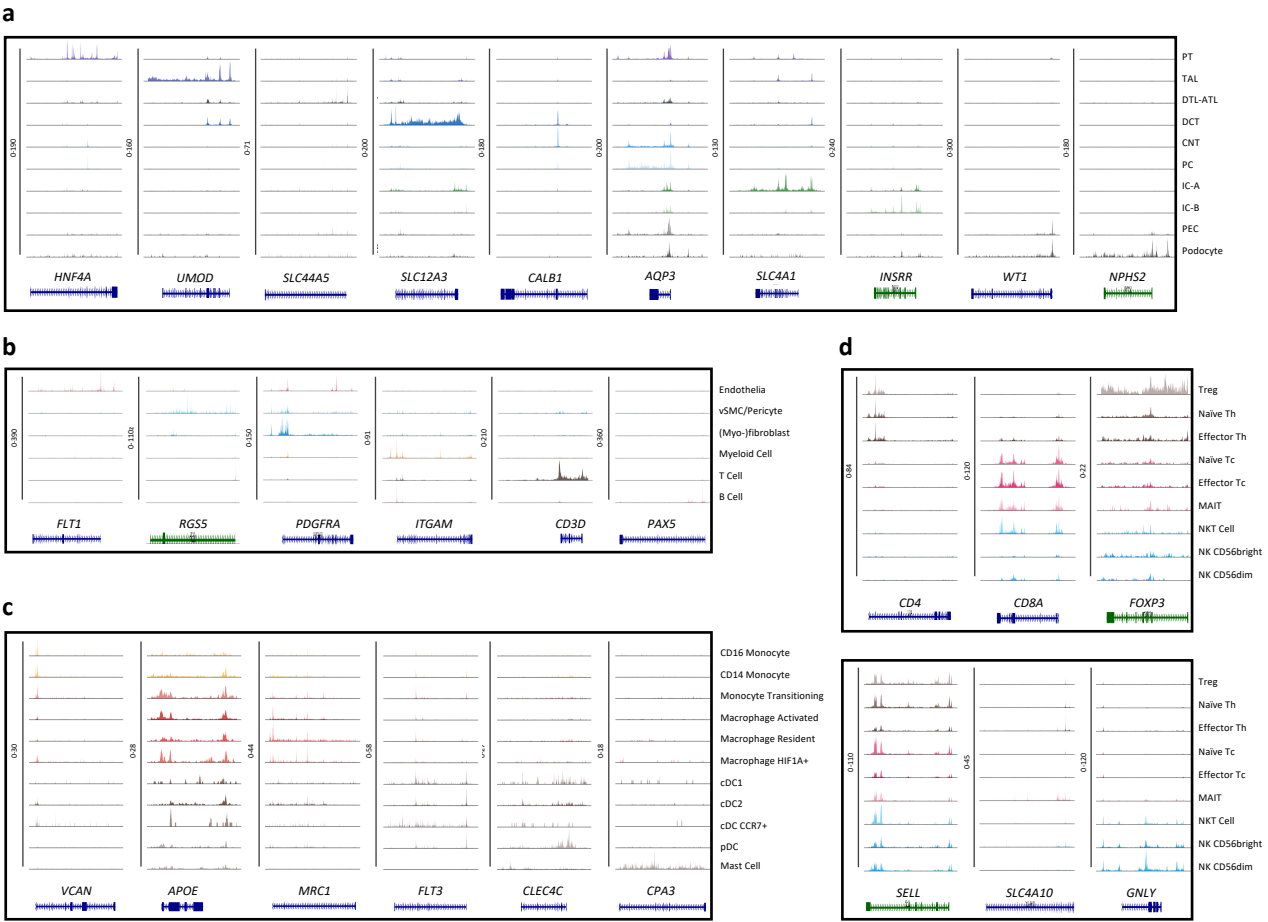 a
PT
TAL
DTL-ATL
DCT
CNT
PC
IC-A
IC-B
PEC
Podocyte
0-190
0-160
0-71
0-200
0-180
0-200
0-130
0-240
0-300
0-180
HNF4A
UMOD
SLC44A5
SLC12A3
CALB1
AQP3
SLC4A1
INSRR
WT1
NPHS2
b
Endothelia
vSMC/Pericyte
(Myo-)fibroblast
Myeloid Cell
T Cell
B Cell
0-390
0-110
0-150
0-91
0-210
0-360
FLT1
RGS5
PDGFRA
ITGAM
CD3D
PAX5
c
CD16 Monocyte
CD14 Monocyte
Monocyte Transitioning
Macrophage Activated
Macrophage Resident
Macrophage HIF1A+
cDC1
cDC2
cDC CCR7+
pDC
Mast Cell
0-30
0-28
0-44
0-58
0-18
VCAN
APOE
MRC1
FLT3
CLEC4C
CPA3
d
Treg
Naïve Th
Effector Th
Naïve Tc
Effector Tc
MAIT
NKT Cell
NK CD56bright
NK CD56dim
0-84
0-120
0-22
CD4
CD8A
FOXP3
Treg
Naïve Th
Effector Th
Naïve Tc
Effector Tc
MAIT
NKT Cell
NK CD56bright
NK CD56dim
0-110
0-45
0-120
SELL
SLC4A10
GNLY